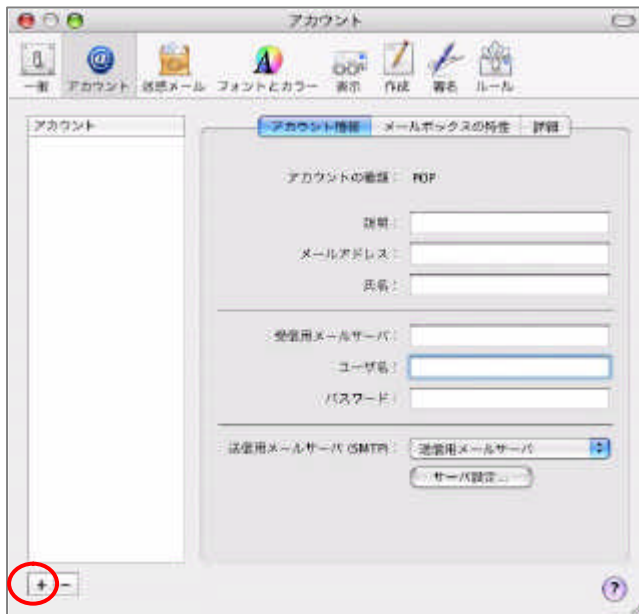 アカウント
一般 アカウント 迷惑メール フォントとカラー 表示 作成 署名 ルール
アカウント
アカウント情報 メールボックスの特性 詳細
アカウントの種類： POP
説明：
メールアドレス：
氏名：
受信用メールサーバ：
ユーザ名：
パスワード：
送信用メールサーバ (SMTP)： 送信用メールサーバ
サーバ設定...
+ −
?